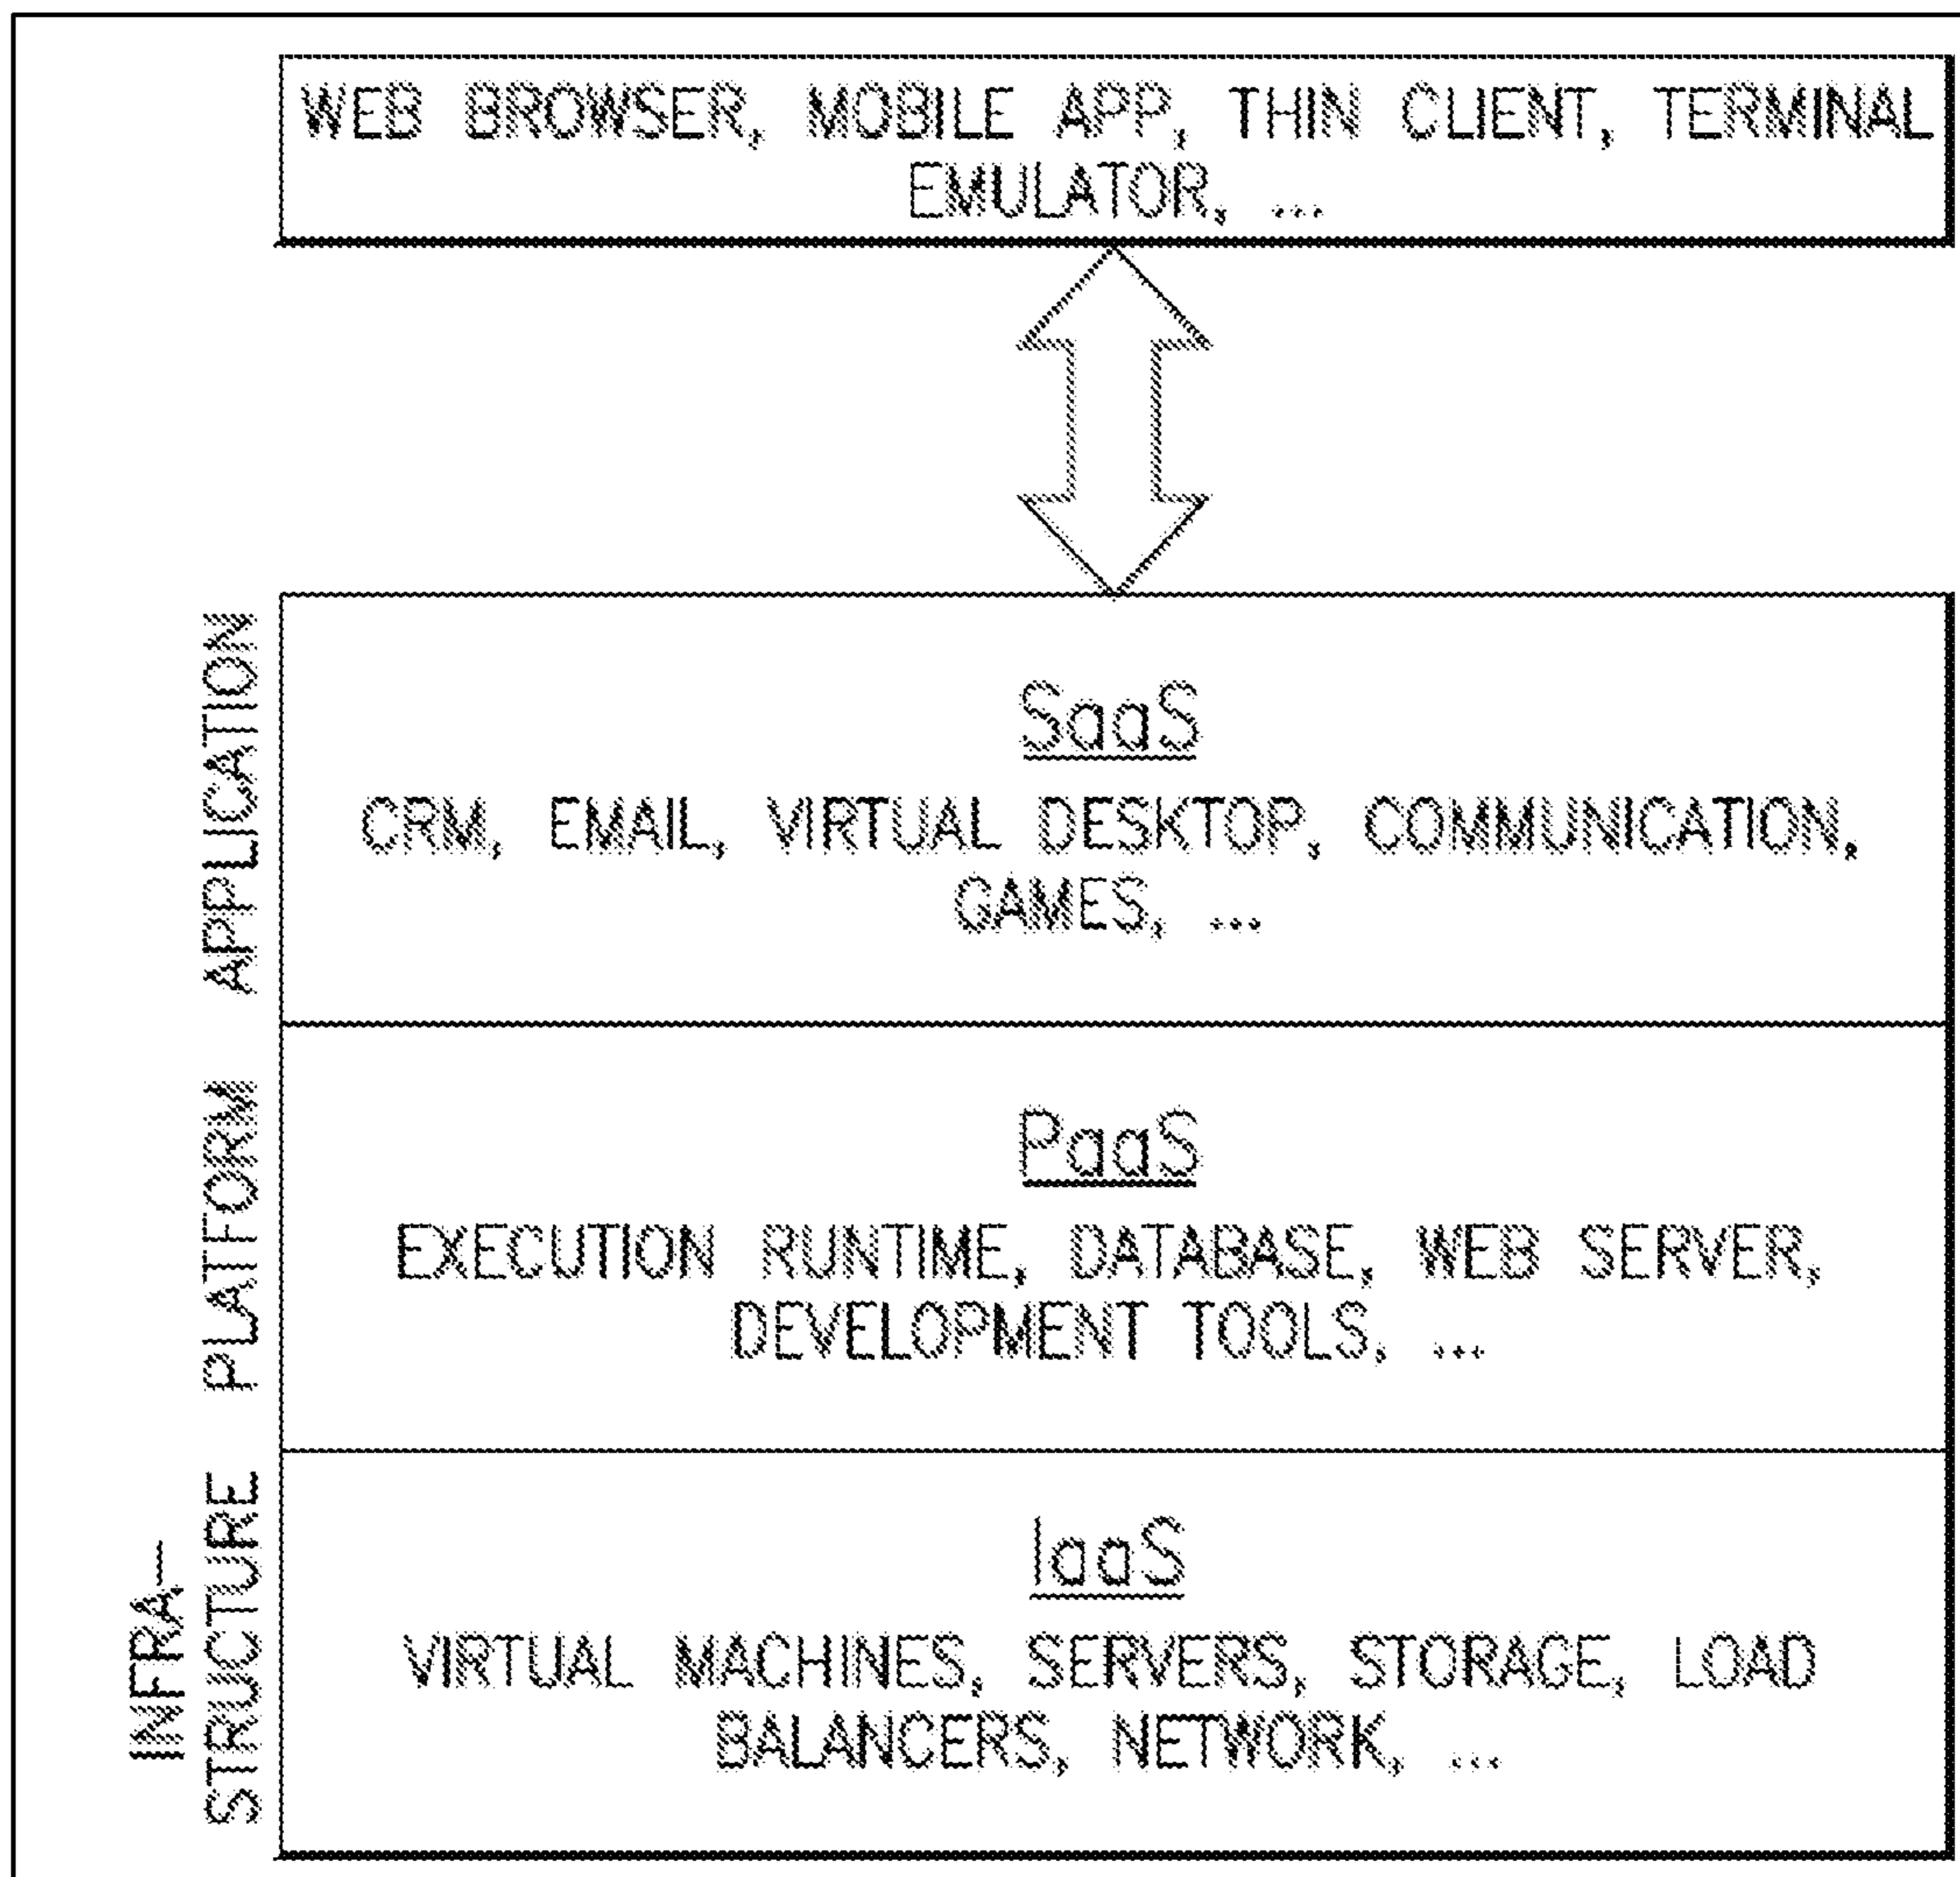 WEB BROWSER, MOBILE APP, THIN CLIENT, TERMINAL
EMULATOR, ...
APPLICATION
SaaS
CRM, EMAIL, VIRTUAL DESKTOP, COMMUNICATION,
GAMES, ...
PLATFORM
PaaS
EXECUTION RUNTIME, DATABASE, WEB SERVER,
DEVELOPMENT TOOLS, ...
INFRA-
STRUCTURE
IaaS
VIRTUAL MACHINES, SERVERS, STORAGE, LOAD
BALANCERS, NETWORK, ...